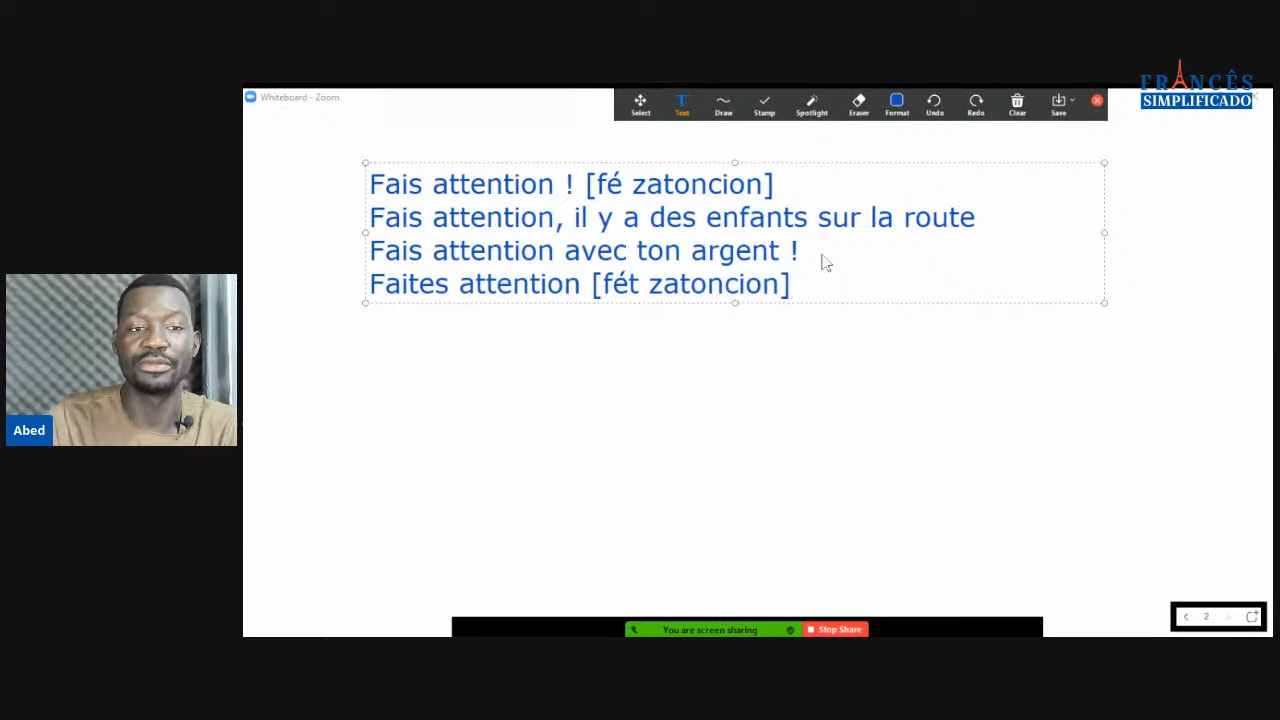 FRANCÊS
SIMPLIFICADO
Whiteboard - Zoom
Select Text Draw Stamp Spotlight Eraser Format Undo Redo Clear Save
Fais attention ! [fé zatoncion]
Fais attention, il y a des enfants sur la route
Fais attention avec ton argent !
Faites attention [fét zatoncion]
Abed
2
You are screen sharing
Stop Share